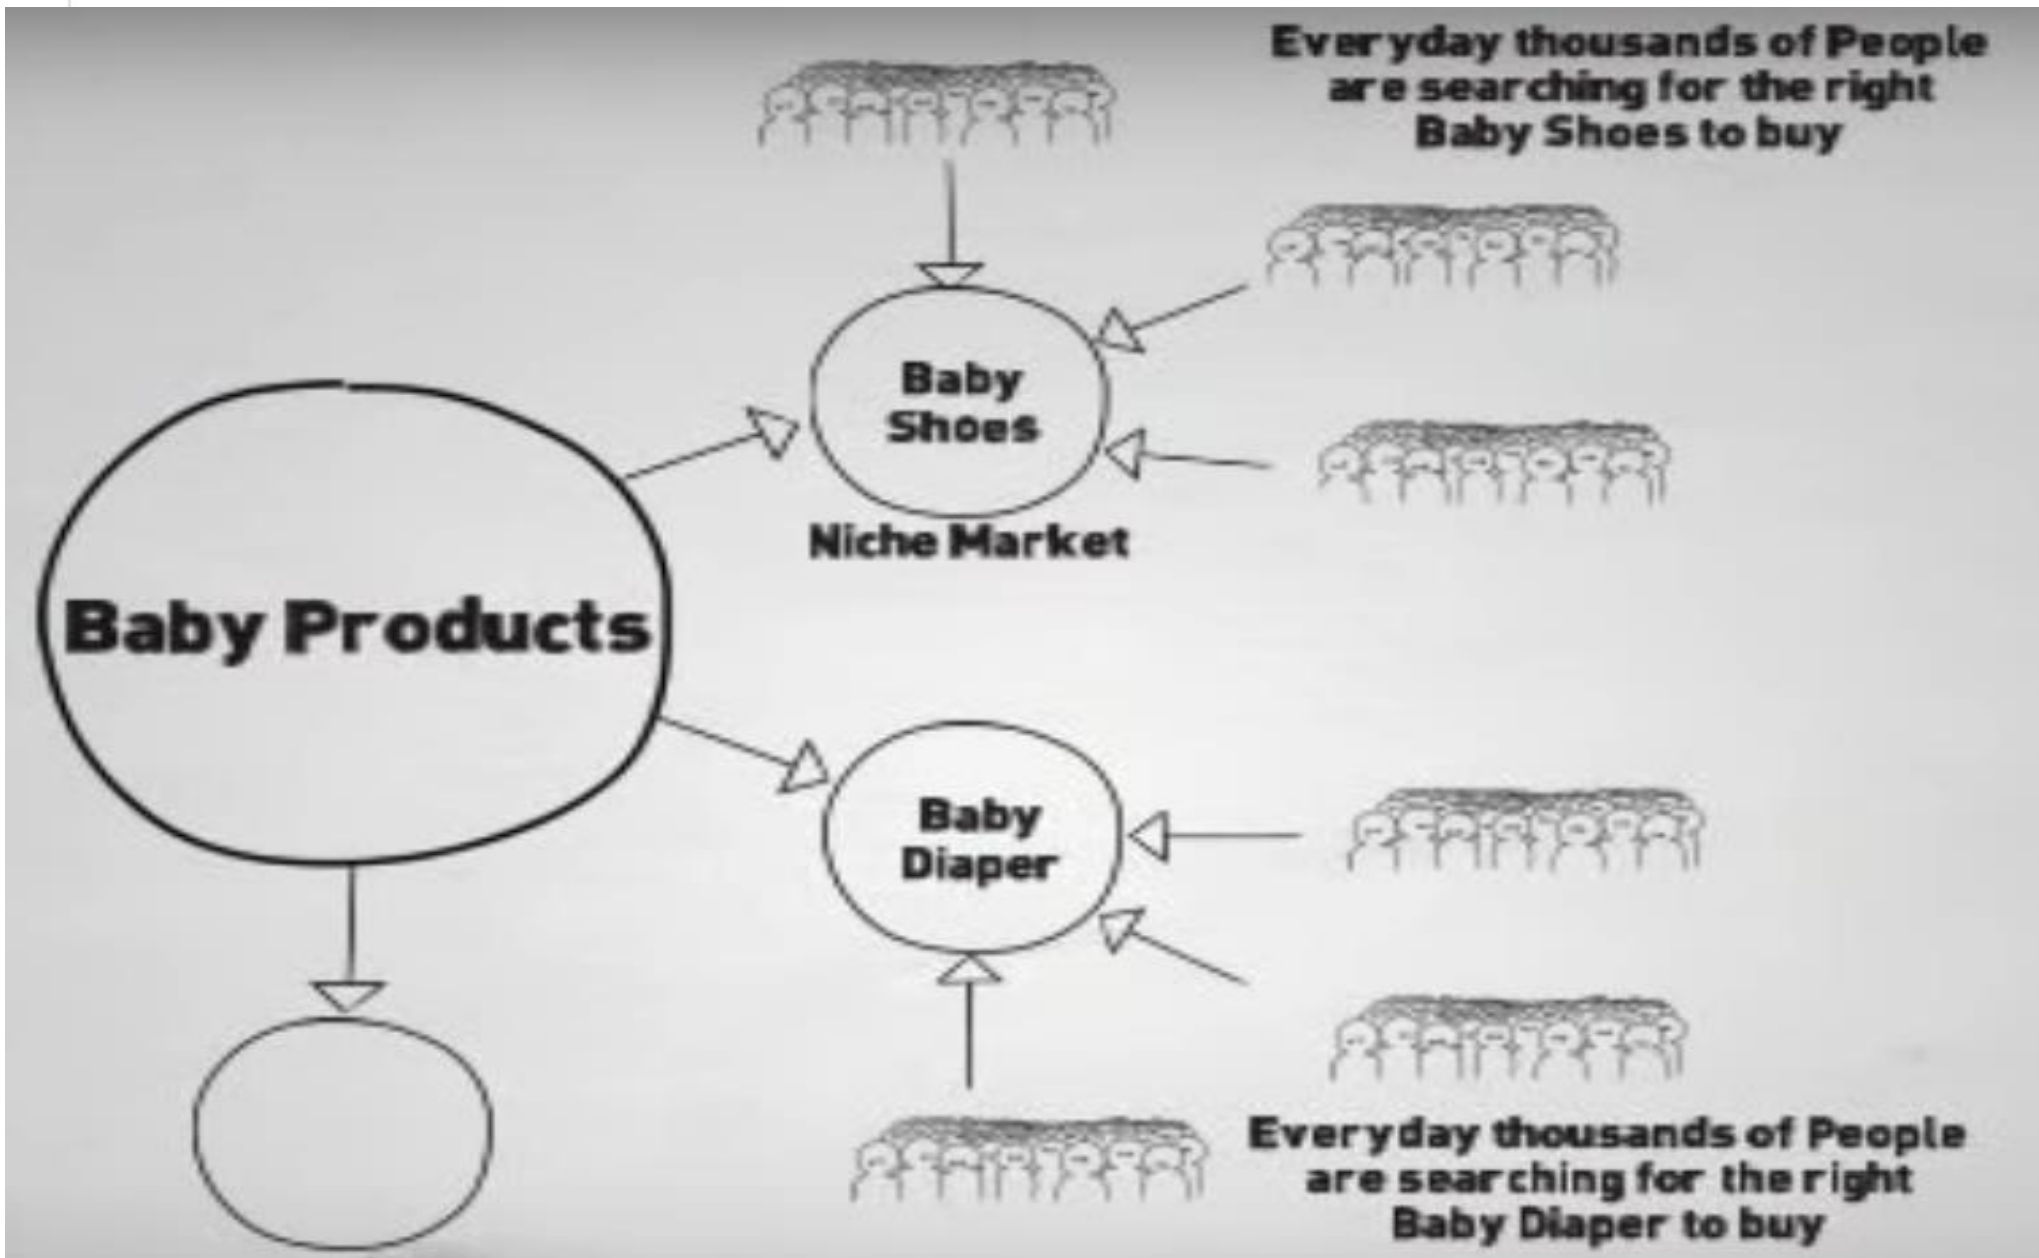 Everyday thousands of People
are searching for the right
Baby Shoes to buy
Baby
Shoes
Niche Market
Baby Products
Baby
Diaper
Everyday thousands of People
are searching for the right
Baby Diaper to buy